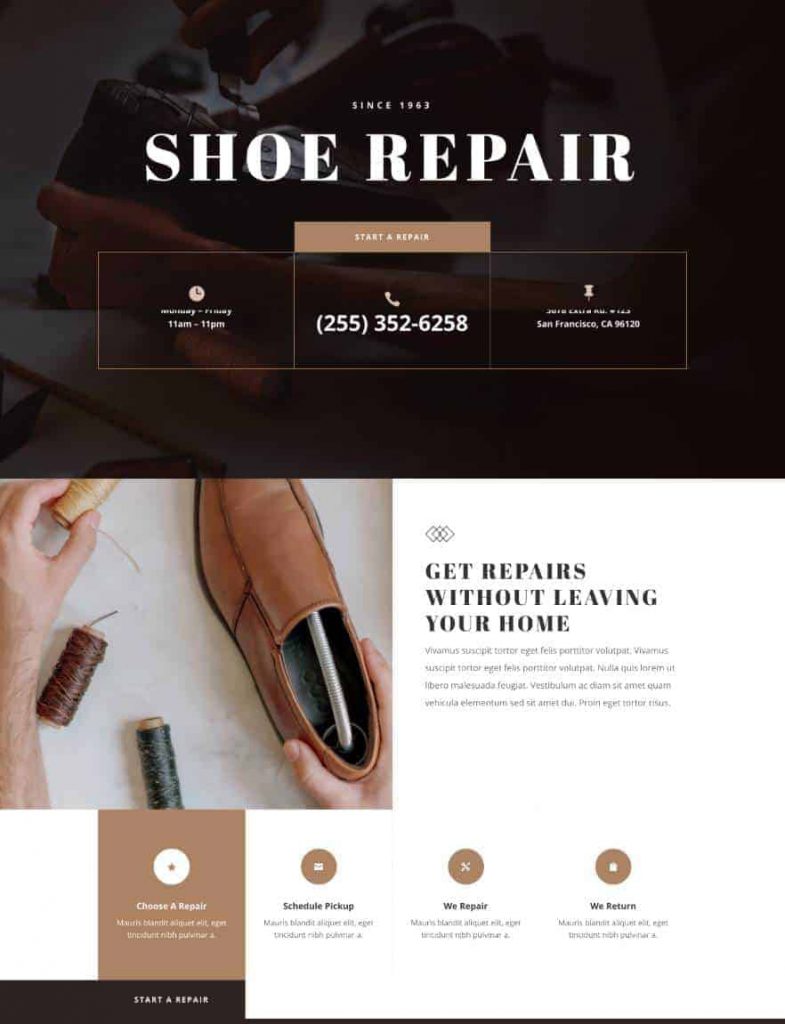 SINCE 1963
SHOE REPAIR
START A REPAIR
Monday – Friday
11am – 11pm
(255) 352-6258
5678 Extra Rd. #123
San Francisco, CA 96120
GET REPAIRS
WITHOUT LEAVING
YOUR HOME
Vivamus suscipit tortor eget felis porttitor volutpat. Vivamus
suscipit tortor eget felis porttitor volutpat. Nulla quis lorem ut
libero malesuada feugiat. Vestibulum ac diam sit amet quam
vehicula elementum sed sit amet dui. Proin eget tortor risus.
Choose A Repair
Mauris blandit aliquet elit, eget
tincidunt nibh pulvinar a.
Schedule Pickup
Mauris blandit aliquet elit, eget
tincidunt nibh pulvinar a.
We Repair
Mauris blandit aliquet elit, eget
tincidunt nibh pulvinar a.
We Return
Mauris blandit aliquet elit, eget
tincidunt nibh pulvinar a.
START A REPAIR